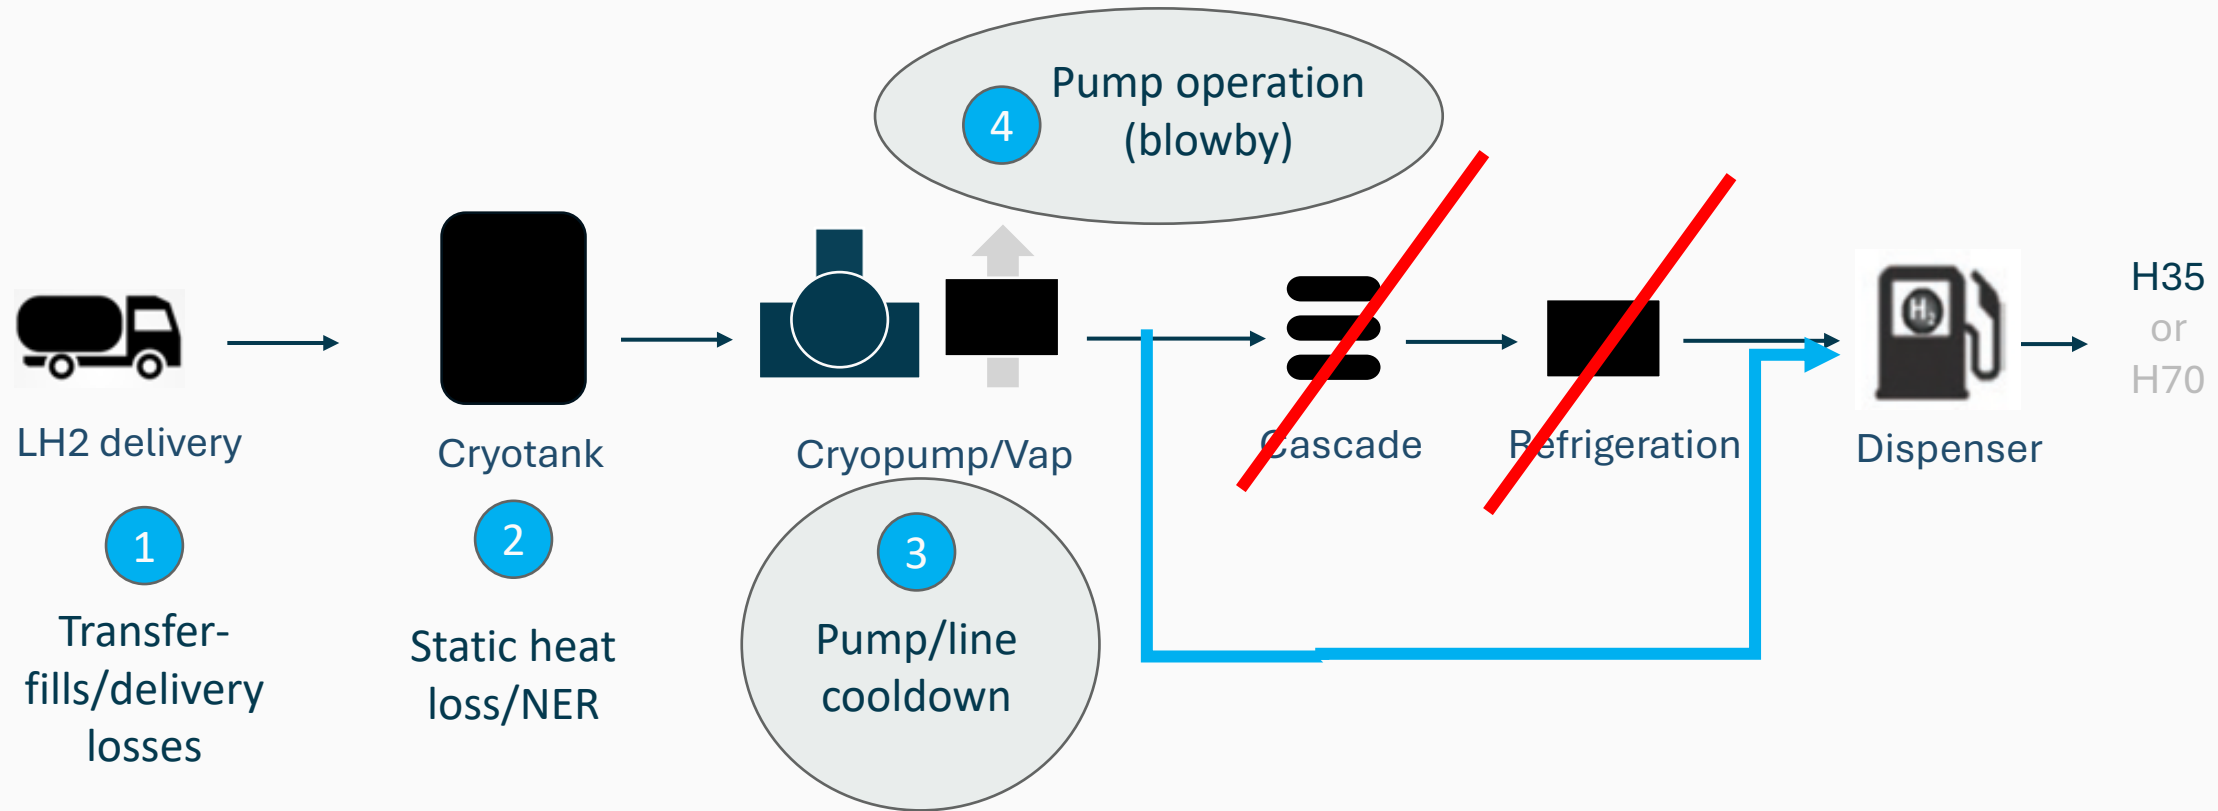 4
Pump operation
(blowby)
H₂
H35
or
H70
LH2 delivery
Cryotank
Cryopump/Vap
Cascade
Refrigeration
Dispenser
1
Transfer-
fills/delivery
losses
2
Static heat
loss/NER
3
Pump/line
cooldown